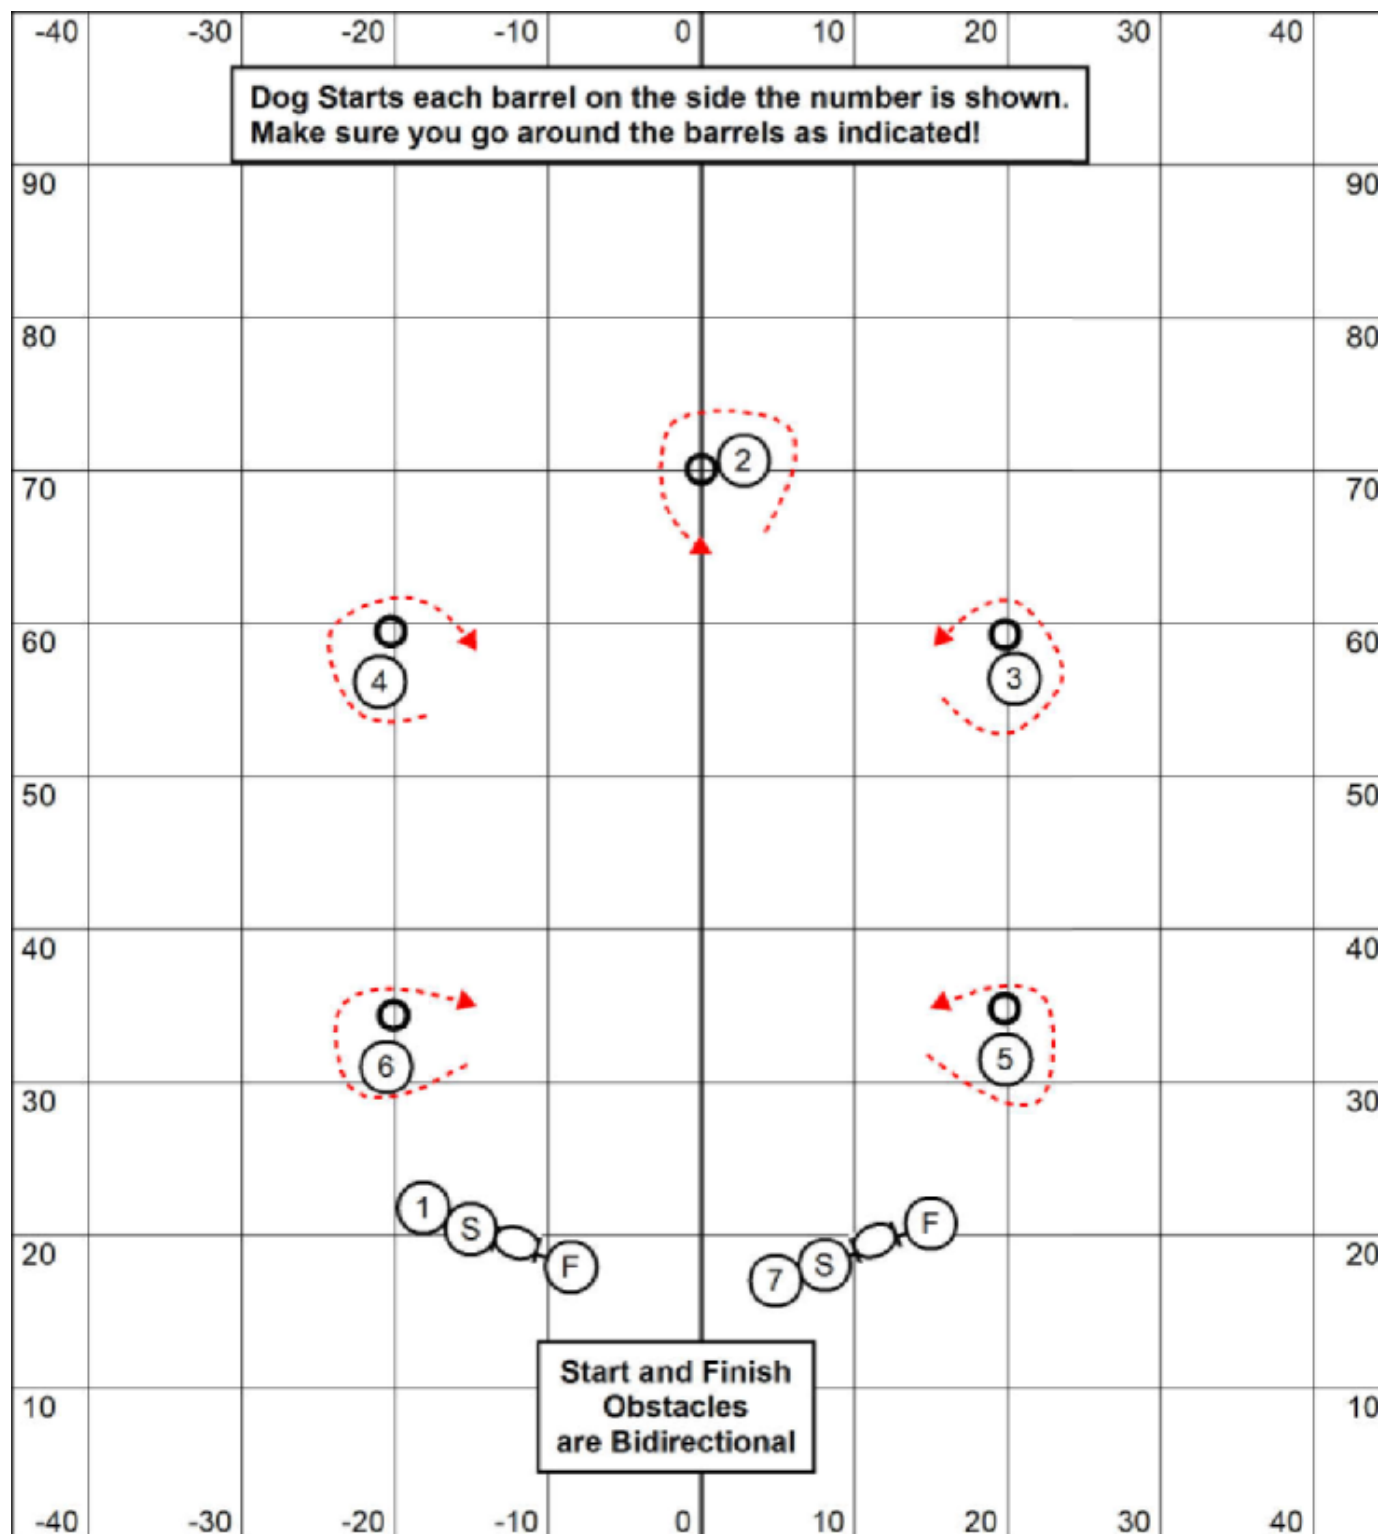 -40 -30 -20 -10 0 10 20 30 40
Dog Starts each barrel on the side the number is shown.
Make sure you go around the barrels as indicated!
90 90
80 80
2
70 70
60 60
4 3
50 50
40 40
6 5
30 30
1 S F
7 S F
20 20
Start and Finish
Obstacles
are Bidirectional
10 10
-40 -30 -20 -10 0 10 20 30 40